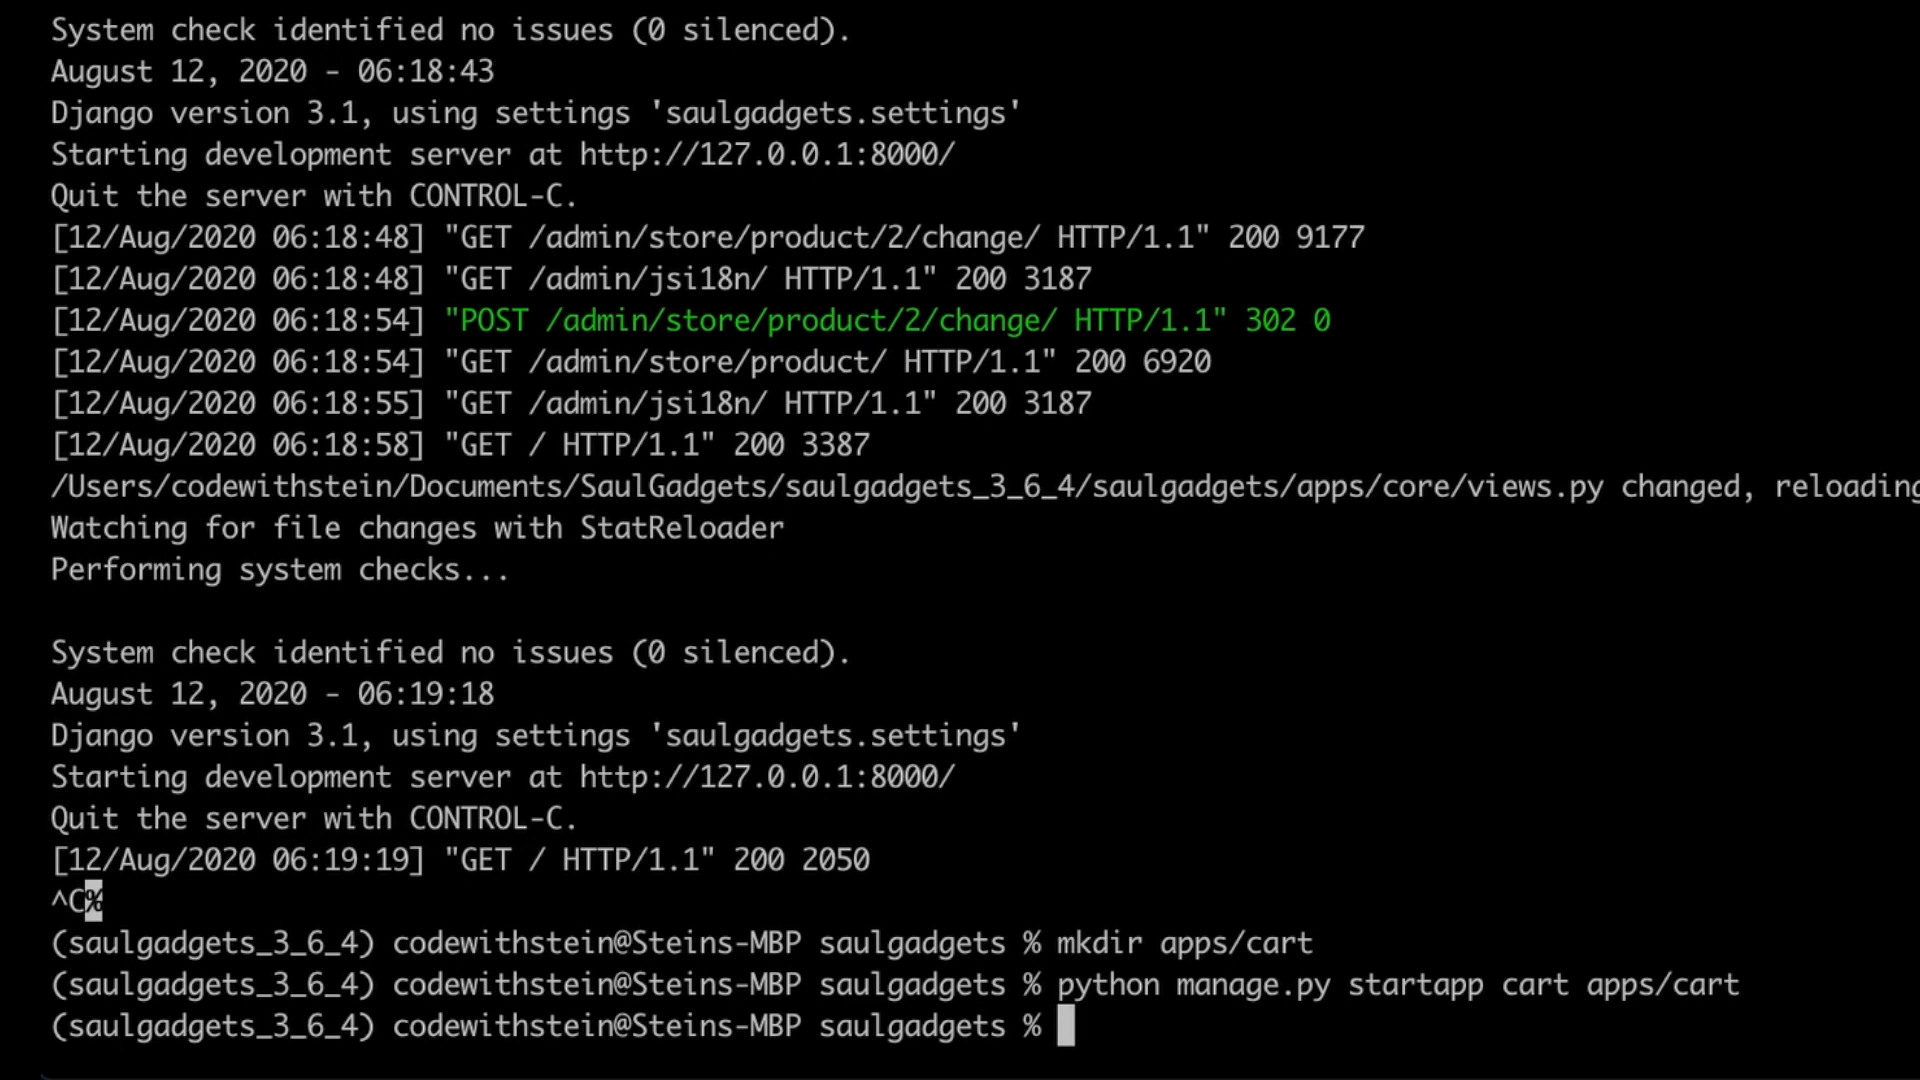 System check identified no issues (0 silenced).
August 12, 2020 - 06:18:43
Django version 3.1, using settings 'saulgadgets.settings'
Starting development server at http://127.0.0.1:8000/
Quit the server with CONTROL-C.
[12/Aug/2020 06:18:48] "GET /admin/store/product/2/change/ HTTP/1.1" 200 9177
[12/Aug/2020 06:18:48] "GET /admin/jsi18n/ HTTP/1.1" 200 3187
[12/Aug/2020 06:18:54] "POST /admin/store/product/2/change/ HTTP/1.1" 302 0
[12/Aug/2020 06:18:54] "GET /admin/store/product/ HTTP/1.1" 200 6920
[12/Aug/2020 06:18:55] "GET /admin/jsi18n/ HTTP/1.1" 200 3187
[12/Aug/2020 06:18:58] "GET / HTTP/1.1" 200 3387
/Users/codewithstein/Documents/SaulGadgets/saulgadgets_3_6_4/saulgadgets/apps/core/views.py changed, reloading
Watching for file changes with StatReloader
Performing system checks...
System check identified no issues (0 silenced).
August 12, 2020 - 06:19:18
Django version 3.1, using settings 'saulgadgets.settings'
Starting development server at http://127.0.0.1:8000/
Quit the server with CONTROL-C.
[12/Aug/2020 06:19:19] "GET / HTTP/1.1" 200 2050
^C%
(saulgadgets_3_6_4) codewithstein@Steins-MBP saulgadgets % mkdir apps/cart
(saulgadgets_3_6_4) codewithstein@Steins-MBP saulgadgets % python manage.py startapp cart apps/cart
(saulgadgets_3_6_4) codewithstein@Steins-MBP saulgadgets %